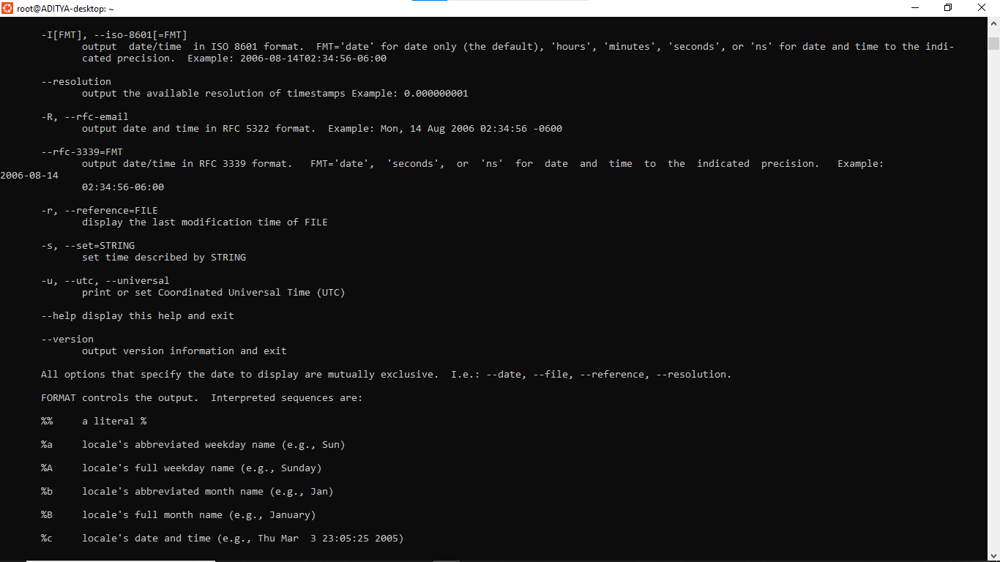 root@ADITYA-desktop: ~
-I[FMT], --iso-8601[=FMT]
output  date/time  in ISO 8601 format.  FMT='date' for date only (the default), 'hours', 'minutes', 'seconds', or 'ns' for date and time to the indi-
cated precision.  Example: 2006-08-14T02:34:56-06:00
--resolution
output the available resolution of timestamps Example: 0.000000001
-R, --rfc-email
output date and time in RFC 5322 format.  Example: Mon, 14 Aug 2006 02:34:56 -0600
--rfc-3339=FMT
output date/time in RFC 3339 format.   FMT='date',  'seconds',  or  'ns'  for  date  and  time  to  the  indicated  precision.   Example:
2006-08-14
02:34:56-06:00
-r, --reference=FILE
display the last modification time of FILE
-s, --set=STRING
set time described by STRING
-u, --utc, --universal
print or set Coordinated Universal Time (UTC)
--help display this help and exit
--version
output version information and exit
All options that specify the date to display are mutually exclusive.  I.e.: --date, --file, --reference, --resolution.
FORMAT controls the output.  Interpreted sequences are:
%%     a literal %
%a     locale's abbreviated weekday name (e.g., Sun)
%A     locale's full weekday name (e.g., Sunday)
%b     locale's abbreviated month name (e.g., Jan)
%B     locale's full month name (e.g., January)
%c     locale's date and time (e.g., Thu Mar  3 23:05:25 2005)